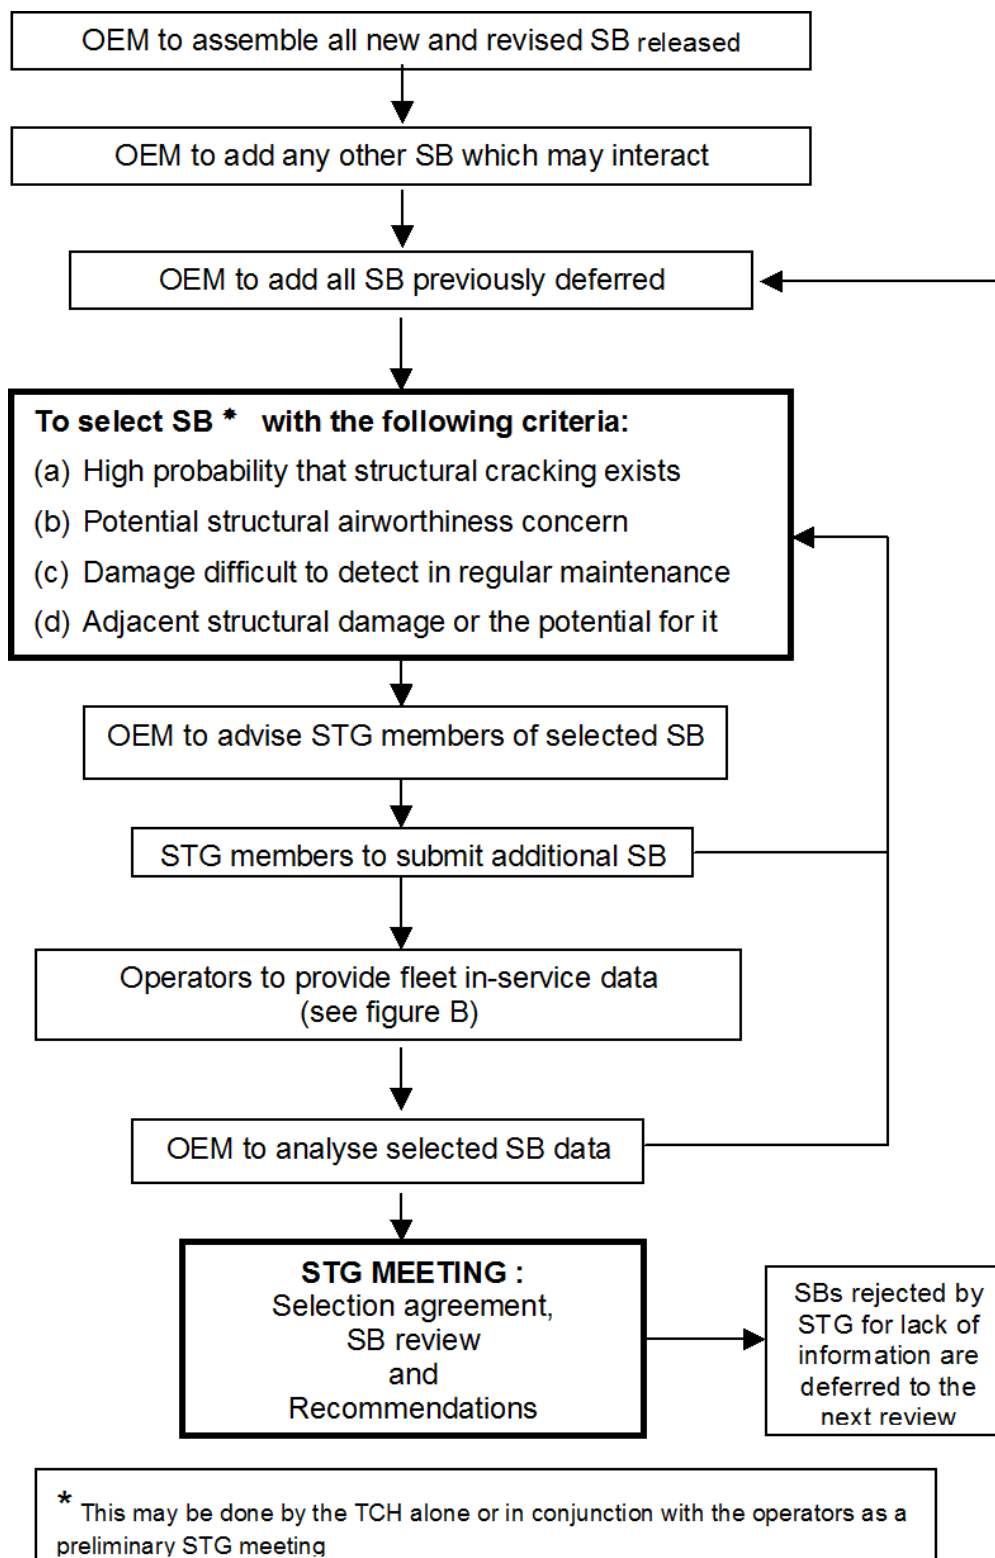 OEM to assemble all new and revised SB released
OEM to add any other SB which may interact
OEM to add all SB previously deferred
To select SB * with the following criteria:
(a) High probability that structural cracking exists
(b) Potential structural airworthiness concern
(c) Damage difficult to detect in regular maintenance
(d) Adjacent structural damage or the potential for it
OEM to advise STG members of selected SB
STG members to submit additional SB
Operators to provide fleet in-service data
(see figure B)
OEM to analyse selected SB data
STG MEETING :
Selection agreement,
SB review
and
Recommendations
SBs rejected by
STG for lack of
information are
deferred to the
next review
* This may be done by the TCH alone or in conjunction with the operators as a
preliminary STG meeting